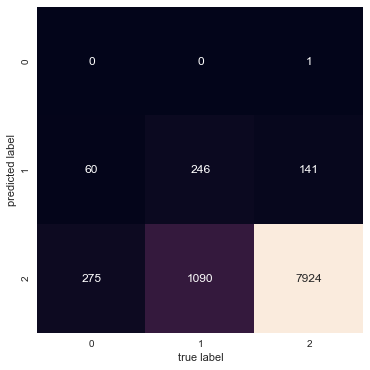 0 0 0 1
1 60 246 141
2 275 1090 7924
0 1 2
true label
predicted label